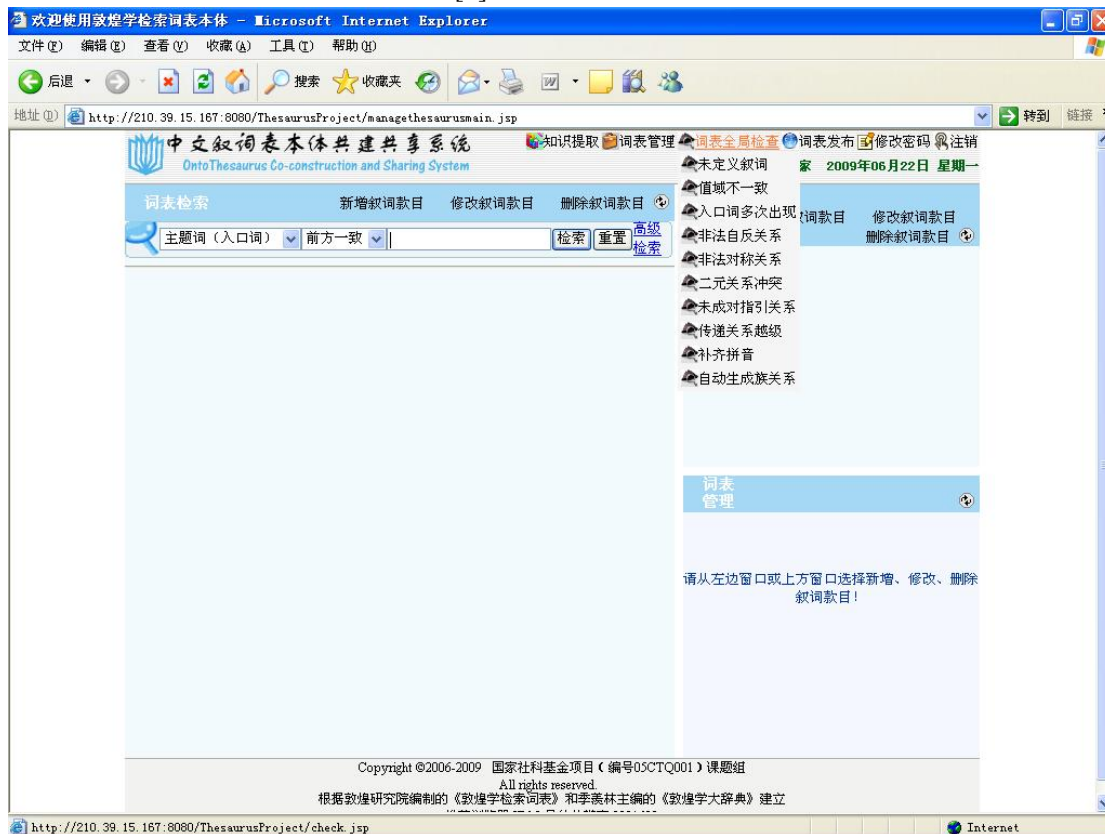 欢迎使用敦煌学检索词表本体 - Microsoft Internet Explorer
文件(F) 编辑(E) 查看(V) 收藏(A) 工具(T) 帮助(H)
后退 搜索 收藏夹
地址(D) http://210.39.15.167:8080/ThesaurusProject/managethesaurusmain.jsp 转到 链接
中文叙词表本体共建共享系统 知识提取 词表管理 词表全局检查 词表发布 修改密码 注销
OntoThesaurus Co-construction and Sharing System 未定义叙词 家 2009年06月22日 星期一
值域不一致
词表检索 新增叙词款目 修改叙词款目 删除叙词款目 入口词多次出现 词款目 修改叙词款目
主题词（入口词） 前方一致 检索 重置 高级检索 非法自反关系 删除叙词款目
非法对称关系
二元关系冲突
未成对指引关系
传递关系越级
补齐拼音
自动生成族关系
词表
管理
请从左边窗口或上方窗口选择新增、修改、删除
叙词款目!
Copyright ©2006-2009 国家社科基金项目(编号05CTQ001)课题组
All rights reserved.
根据敦煌研究院编制的《敦煌学检索词表》和季羡林主编的《敦煌学大辞典》建立
http://210.39.15.167:8080/ThesaurusProject/check.jsp Internet